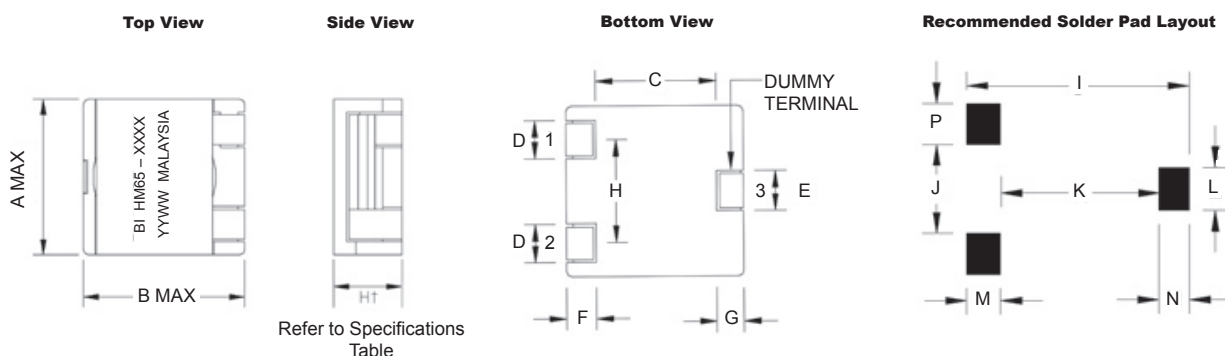 Top View
Side View
Bottom View
Recommended Solder Pad Layout
A MAX
BI HM65 – XXXX
YYWW MALAYSIA
B MAX
Ht
Refer to Specifications
Table
C
DUMMY
TERMINAL
D 1
H
3 E
D 2
F
G
I
P
J
K
L
M
N